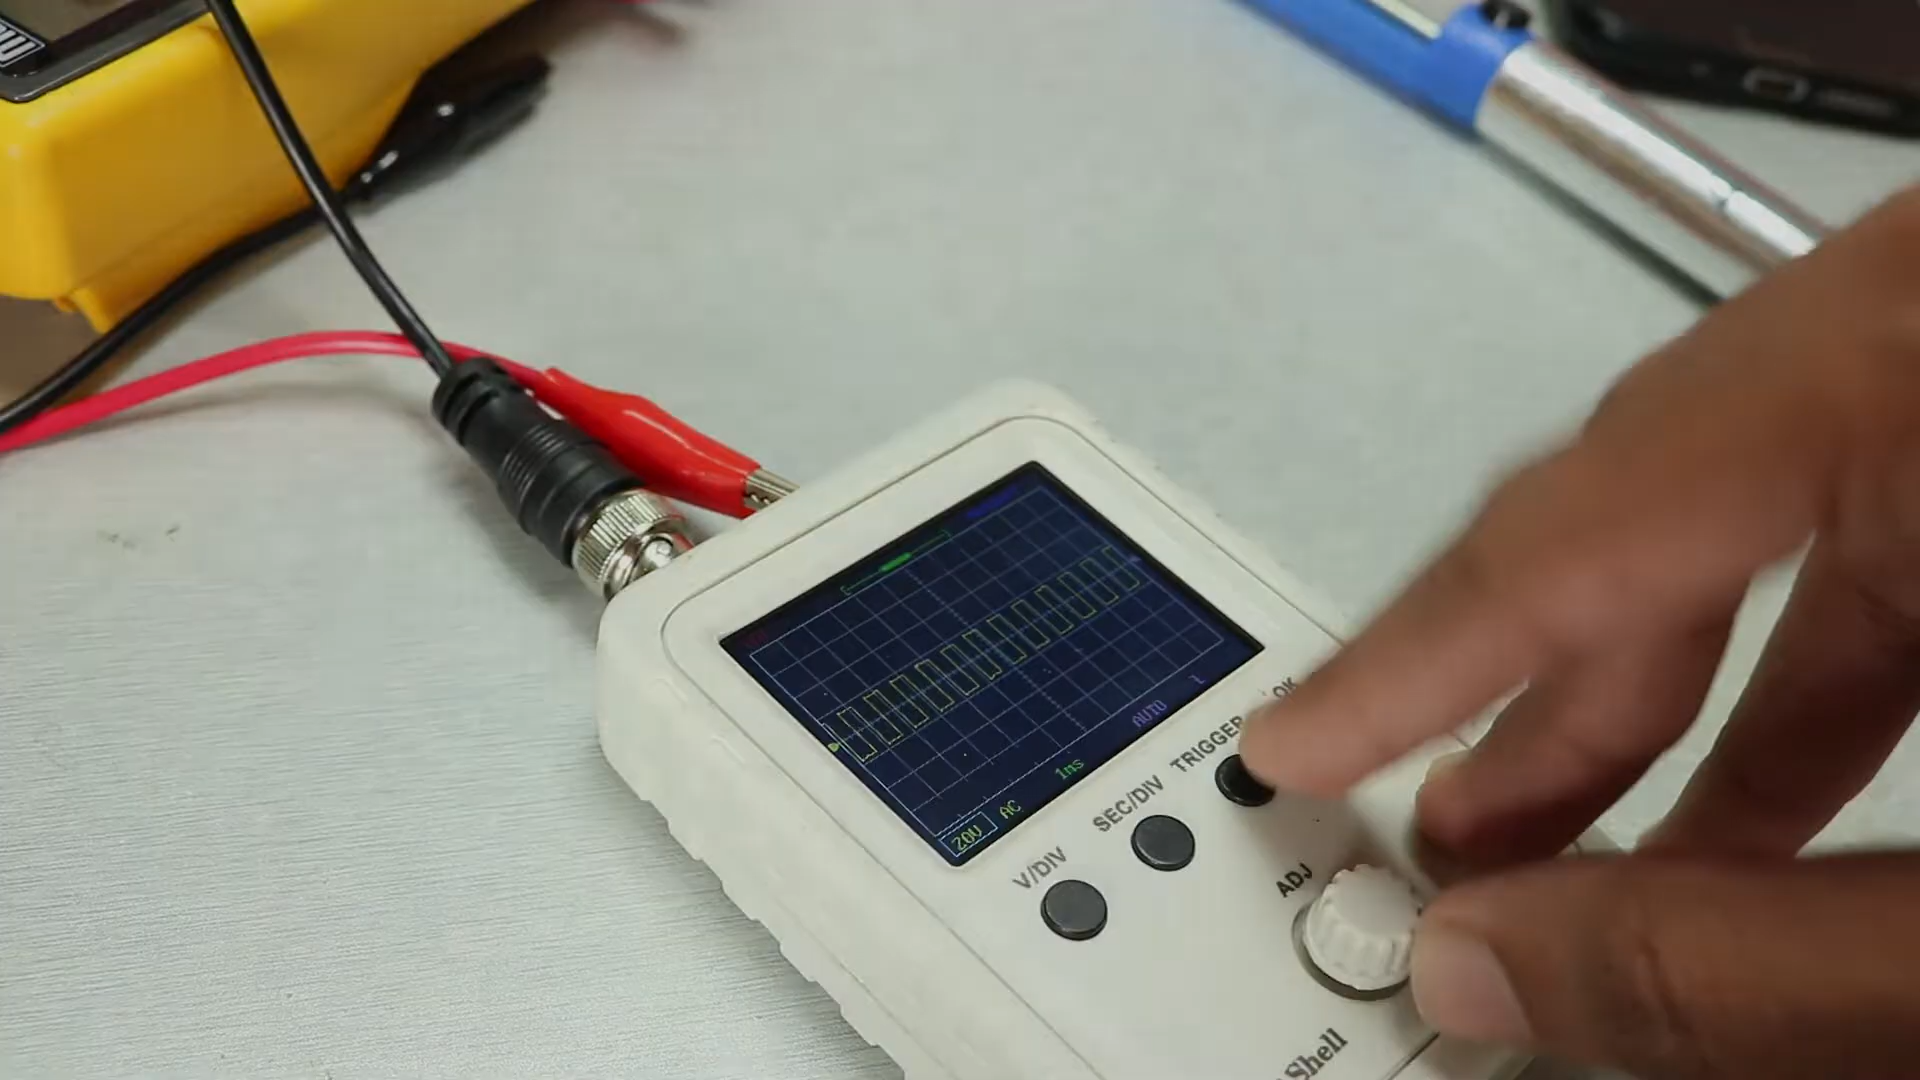 AUTO
1ms
AC
20V
OK
TRIGGER
SEC/DIV
V/DIV
ADJ
Shell